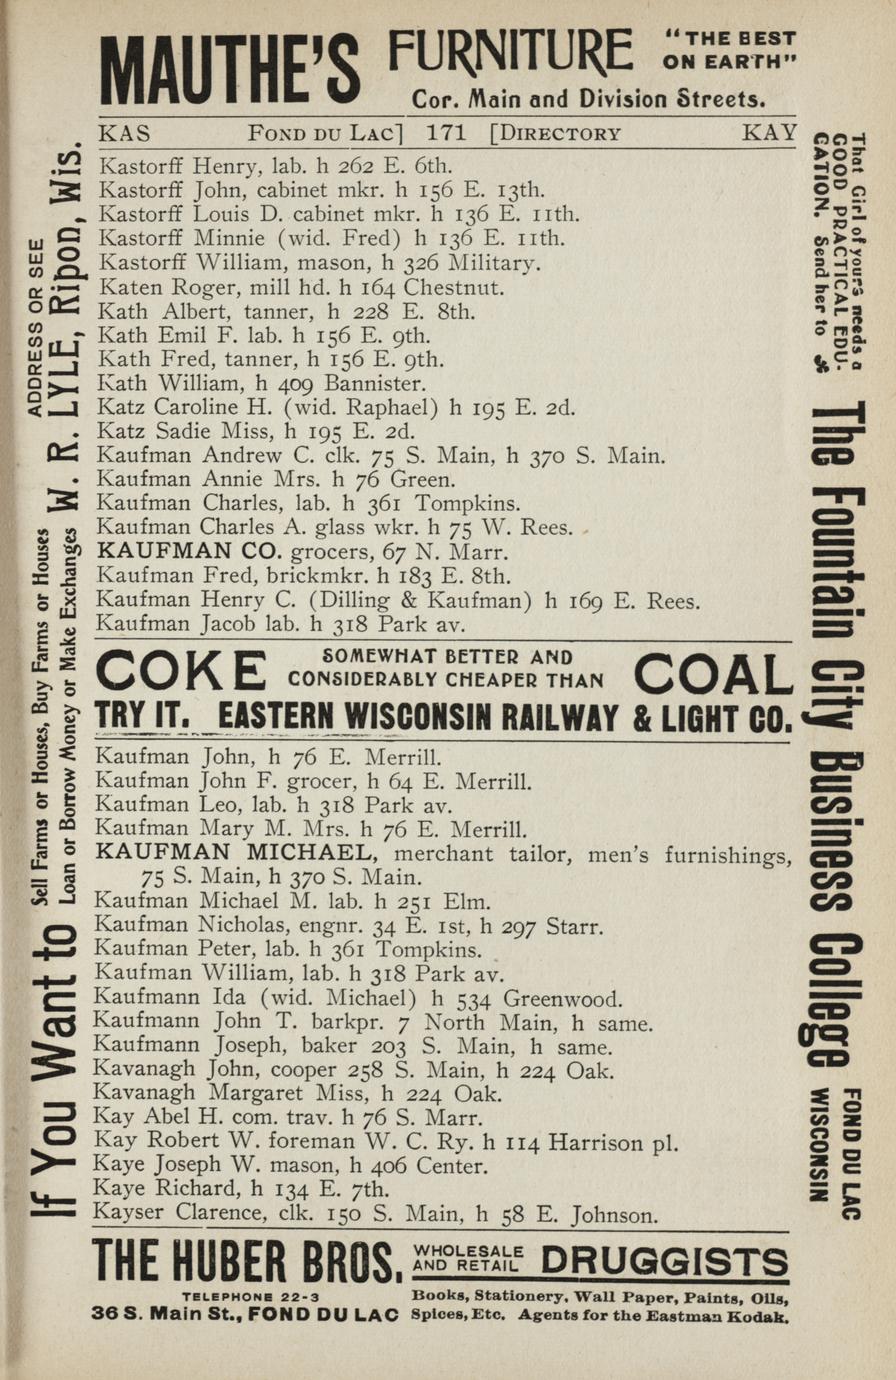 MAUTHE'S FURNITURE "THE BEST
ON EARTH"
Cor. Main and Division Streets.
KAS FOND DU LAC] 171 [DIRECTORY KAY
Kastorff Henry, lab. h 262 E. 6th.
Kastorff John, cabinet mkr. h 156 E. 13th.
Kastorff Louis D. cabinet mkr. h 136 E. 11th.
Kastorff Minnie (wid. Fred) h 136 E. 11th.
Kastorff William, mason, h 326 Military.
Katen Roger, mill hd. h 164 Chestnut.
Kath Albert, tanner, h 228 E. 8th.
Kath Emil F. lab. h 156 E. 9th.
Kath Fred, tanner, h 156 E. 9th.
Kath William, h 409 Bannister.
Katz Caroline H. (wid. Raphael) h 195 E. 2d.
Katz Sadie Miss, h 195 E. 2d.
Kaufman Andrew C. clk. 75 S. Main, h 370 S. Main.
Kaufman Annie Mrs. h 76 Green.
Kaufman Charles, lab. h 361 Tompkins.
Kaufman Charles A. glass wkr. h 75 W. Rees.
KAUFMAN CO. grocers, 67 N. Marr.
Kaufman Fred, brickmkr. h 183 E. 8th.
Kaufman Henry C. (Dilling & Kaufman) h 169 E. Rees.
Kaufman Jacob lab. h 318 Park av.
COKE SOMEWHAT BETTER AND
CONSIDERABLY CHEAPER THAN COAL
TRY IT. EASTERN WISCONSIN RAILWAY & LIGHT CO.
Kaufman John, h 76 E. Merrill.
Kaufman John F. grocer, h 64 E. Merrill.
Kaufman Leo, lab. h 318 Park av.
Kaufman Mary M. Mrs. h 76 E. Merrill.
KAUFMAN MICHAEL, merchant tailor, men's furnishings,
75 S. Main, h 370 S. Main.
Kaufman Michael M. lab. h 251 Elm.
Kaufman Nicholas, engnr. 34 E. 1st, h 297 Starr.
Kaufman Peter, lab. h 361 Tompkins.
Kaufman William, lab. h 318 Park av.
Kaufmann Ida (wid. Michael) h 534 Greenwood.
Kaufmann John T. barkpr. 7 North Main, h same.
Kaufmann Joseph, baker 203 S. Main, h same.
Kavanagh John, cooper 258 S. Main, h 224 Oak.
Kavanagh Margaret Miss, h 224 Oak.
Kay Abel H. com. trav. h 76 S. Marr.
Kay Robert W. foreman W. C. Ry. h 114 Harrison pl.
Kaye Joseph W. mason, h 406 Center.
Kaye Richard, h 134 E. 7th.
Kayser Clarence, clk. 150 S. Main, h 58 E. Johnson.
THE HUBER BROS. WHOLESALE
AND RETAIL DRUGGISTS
TELEPHONE 22-3
36 S. Main St., FOND DU LAC
Books, Stationery, Wall Paper, Paints, Oils,
Spices, Etc. Agents for the Eastman Kodak.
If You Want to
Sell Farms or Houses, Buy Farms or Houses
Loan or Borrow Money or Make Exchanges
ADDRESS OR SEE
W. R. LYLE, Ripon, Wis.
That Girl of your's needs a
GOOD PRACTICAL EDU-
CATION. Send her to
The Fountain City Business College
FOND DU LAC
WISCONSIN